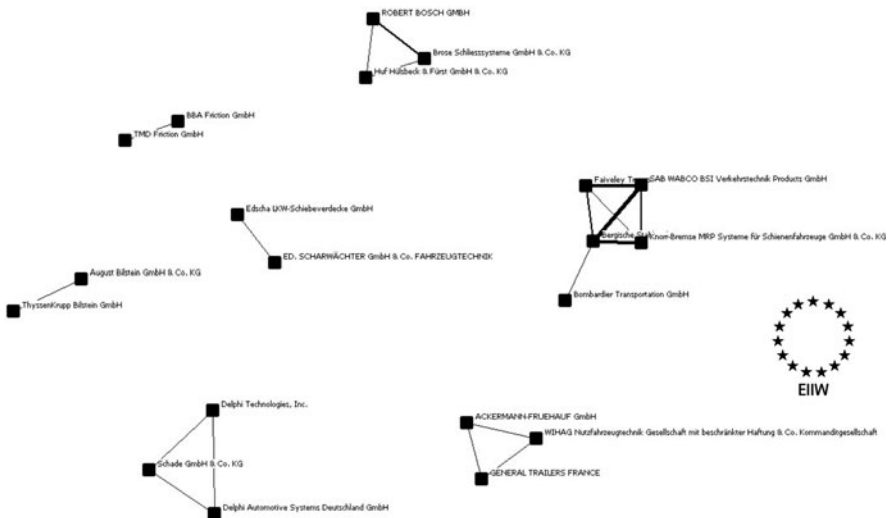 ROBERT BOSCH GMBH
Brose Schliesssysteme GmbH & Co. KG
Huf Hülsbeck & Fürst GmbH & Co. KG
BBA Friction GmbH
TMD Friction GmbH
Faiveley
SAB WABCO BSI Verkehrstechnik Products GmbH
Edscha LKW-Schiebeverdecke GmbH
Bergische
Knorr-Bremse MRP Systeme für Schienenfahrzeuge GmbH & Co. KG
ED. SCHARWÄCHTER GmbH & Co. FAHRZEUGTECHNIK
August Bilstein GmbH & Co. KG
ThyssenKrupp Bilstein GmbH
Bombardier Transportation GmbH
EIIW
Delphi Technologies, Inc.
ACKERMANN-FRUEHAUF GmbH
WIHAG Nutzfahrzeugtechnik Gesellschaft mit beschränkter Haftung & Co. Kommanditgesellschaft
Schade GmbH & Co. KG
GENERAL TRAILERS FRANCE
Delphi Automotive Systems Deutschland GmbH